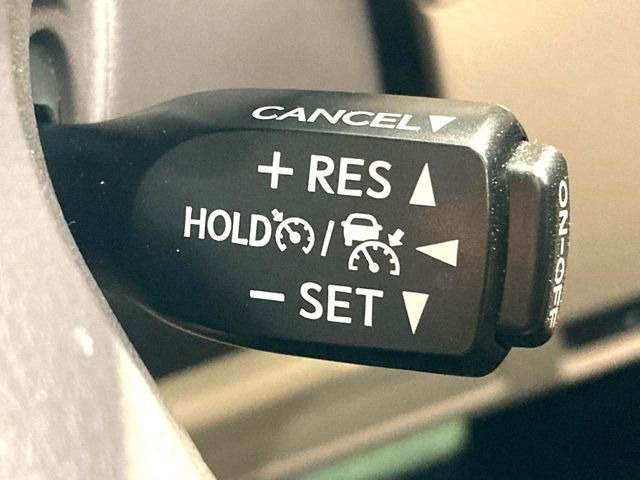 CANCEL▼
+ RES ▲
HOLD / ◀
− SET ▼
ON-OFF